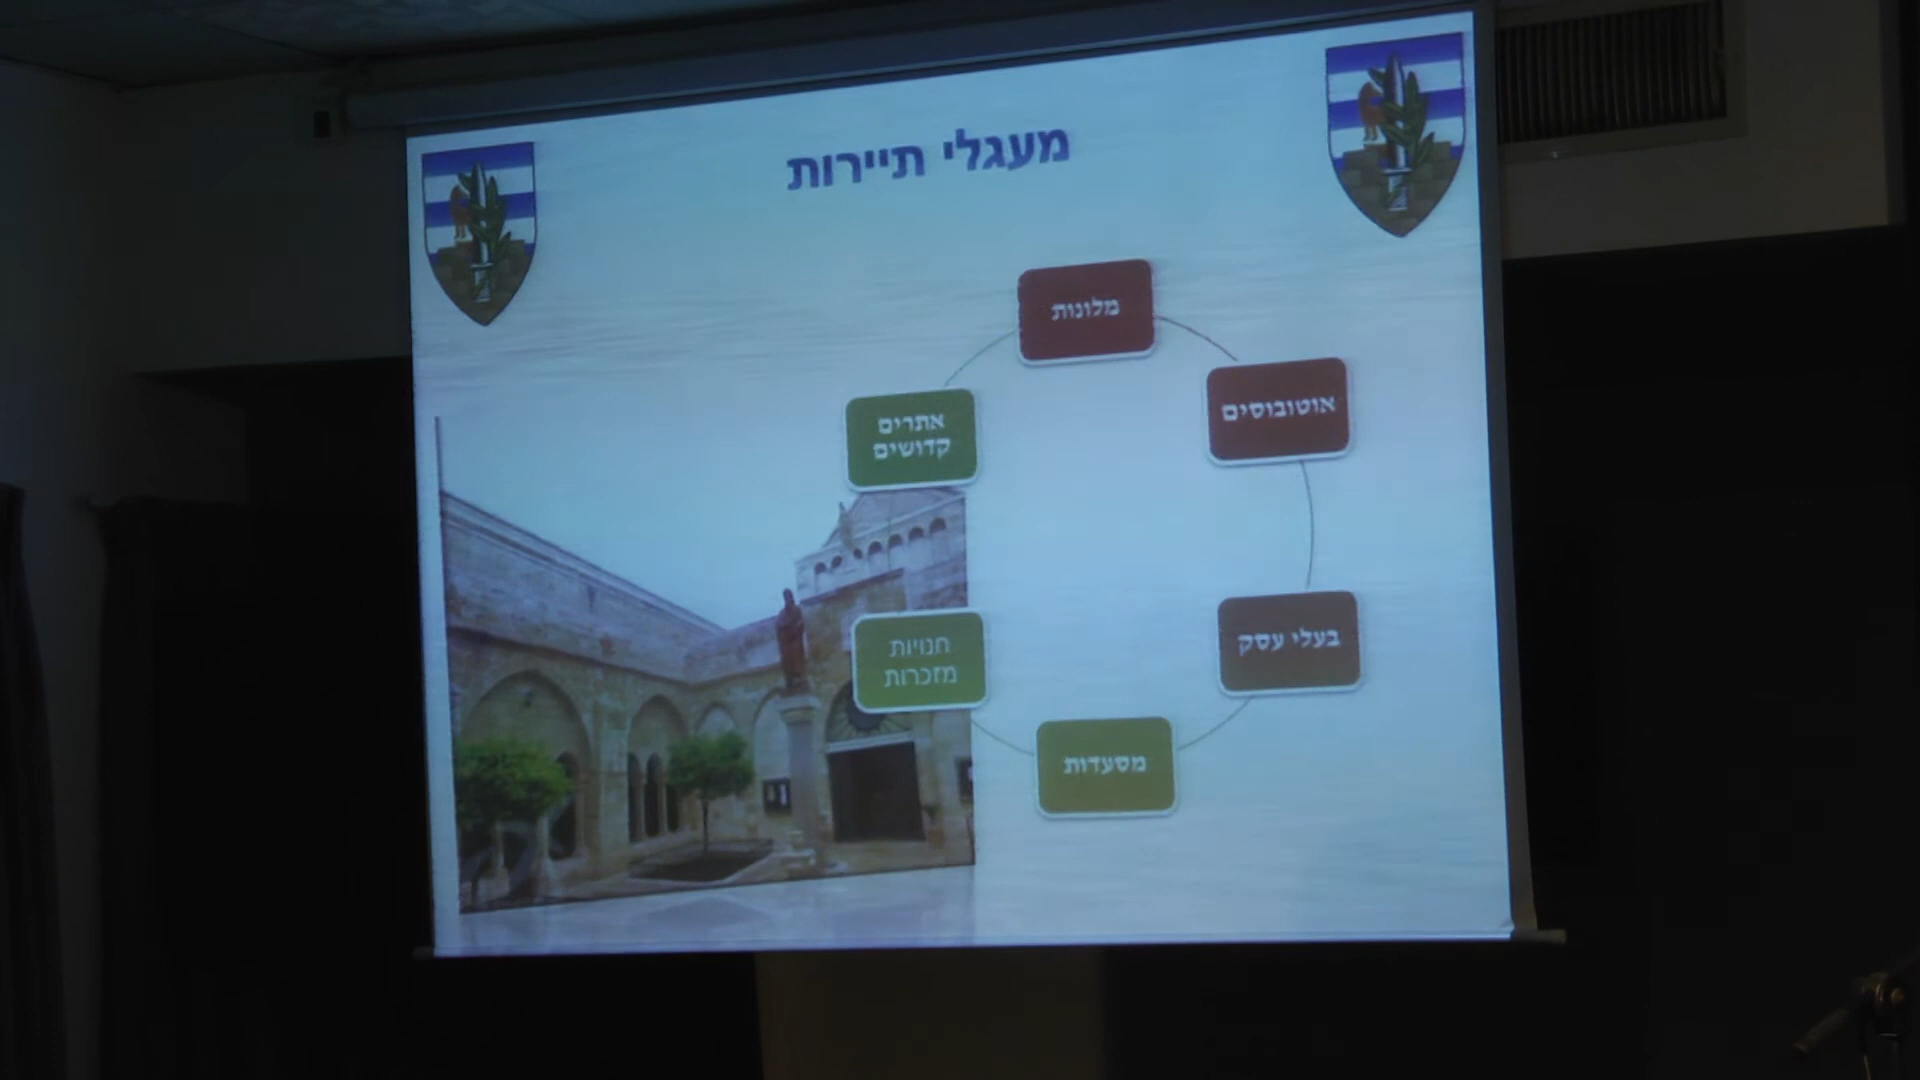 מעגלי תיירות
מלונות
אוטובוסים
בעלי עסק
מסעדות
חנויות
מזכרות
אתרים
קדושים